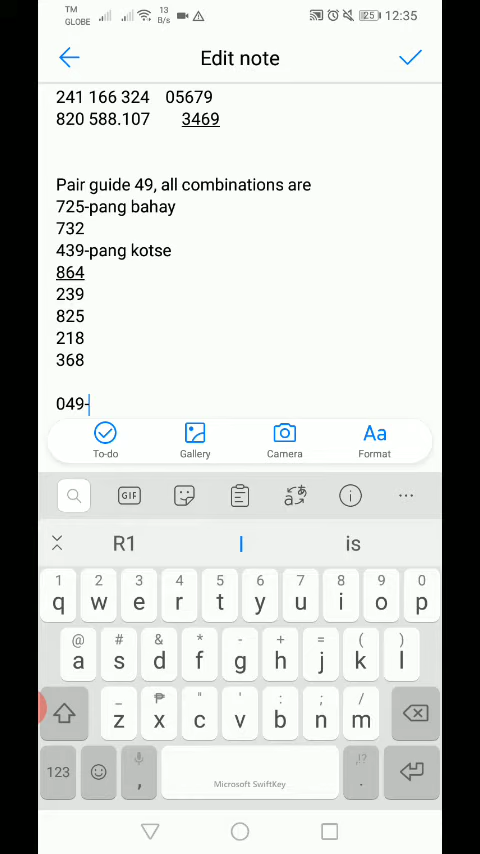 TM
GLOBE
13
B/s
25
12:35
Edit note
241 166 324 05679
820 588.107 3469
Pair guide 49, all combinations are
725-pang bahay
732
439-pang kotse
864
239
825
218
368
049-
To-do
Gallery
Camera
Aa
Format
GIF
R1 I is
1 2 3 4 5 6 7 8 9 0
q w e r t y u i o p
@ # & * - + = ( )
a s d f g h j k l
_ ₱ " ' : ; /
z x c v b n m
123 , Microsoft SwiftKey ,!? .